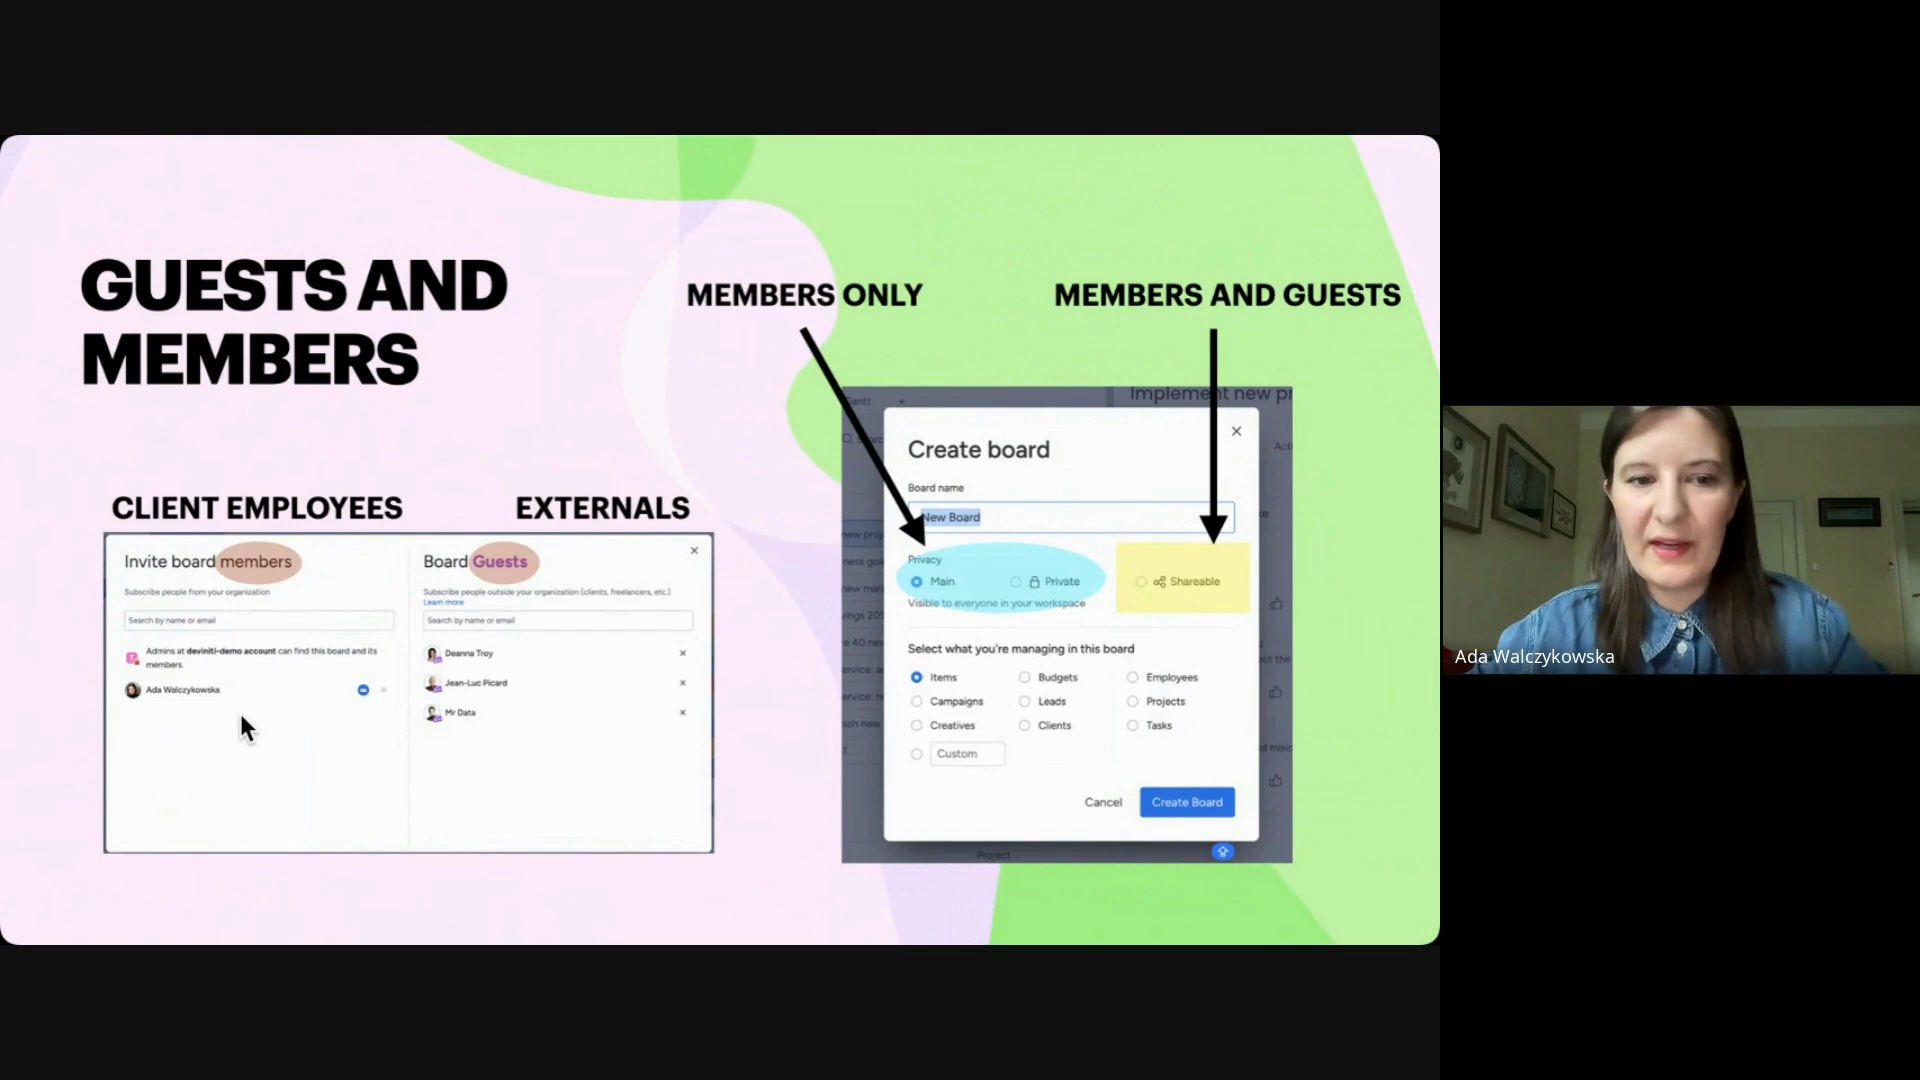 GUESTS AND
MEMBERS
MEMBERS ONLY
MEMBERS AND GUESTS
CLIENT EMPLOYEES
EXTERNALS
Invite board members
Subscribe people from your organization
Search by name or email
Admins at deviniti-demo account can find this board and its
members.
Ada Walczykowska
Board Guests
Subscribe people outside your organization (clients, freelancers, etc.)
Learn more
Search by name or email
Deanna Troy
Jean-Luc Picard
Mr Data
Gantt +
Implement new pr
Create board
Board name
New Board
Privacy
Main
Private
Shareable
Visible to everyone in your workspace
Select what you're managing in this board
Items
Budgets
Employees
Campaigns
Leads
Projects
Creatives
Clients
Tasks
Custom
Cancel
Create Board
Project
Ada Walczykowska